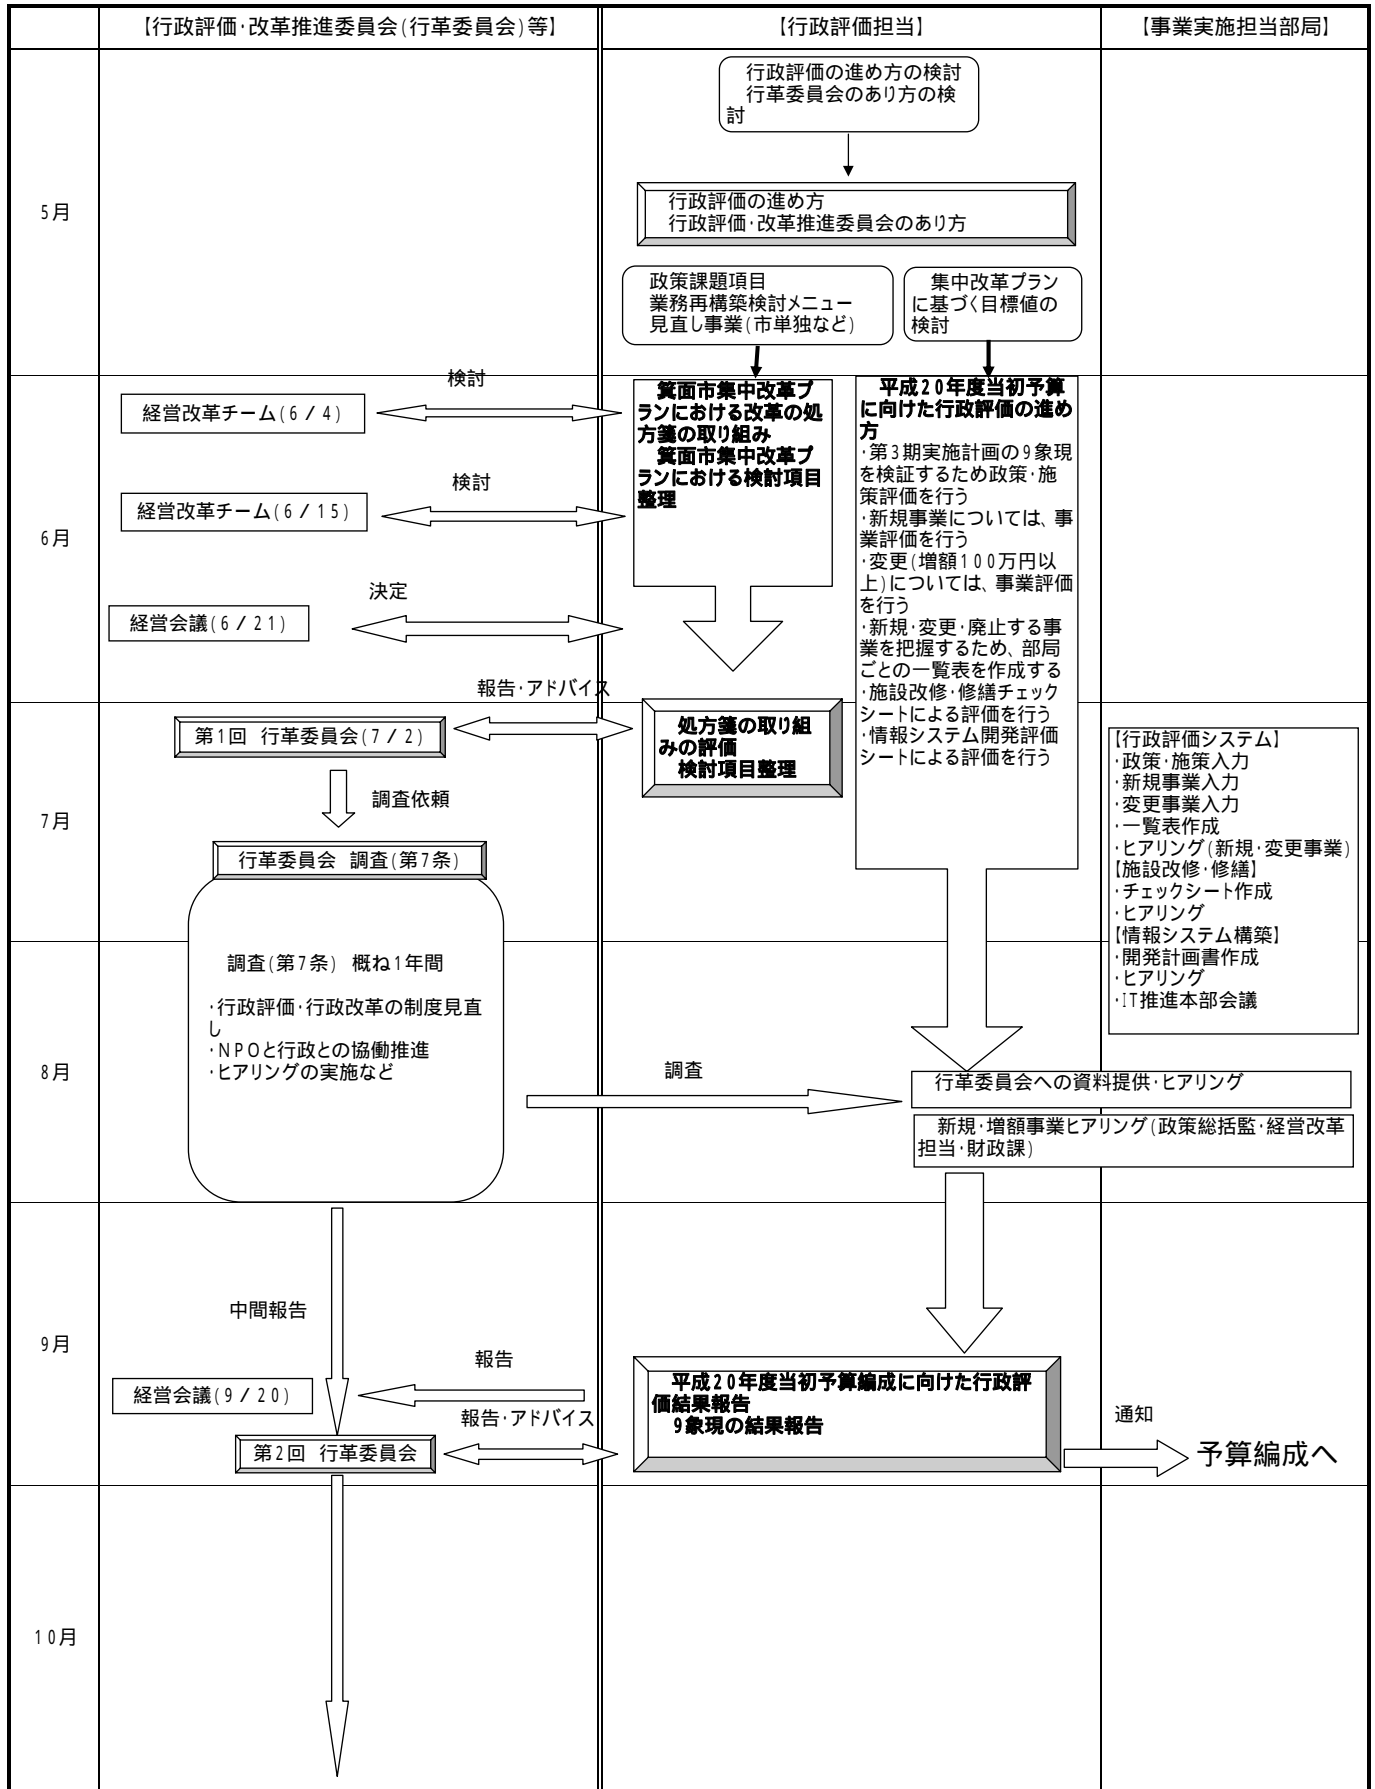 【行政評価・改革推進委員会(行革委員会)等】
【行政評価担当】
【事業実施担当部局】
5月
行政評価の進め方の検討
行革委員会のあり方の検
討
行政評価の進め方
行政評価・改革推進委員会のあり方
政策課題項目
業務再構築検討メニュー
見直し事業(市単独など)
集中改革プラン
に基づく目標値の
検討
6月
検討
経営改革チーム(6/4)
検討
経営改革チーム(6/15)
決定
経営会議(6/21)
箕面市集中改革プ
ランにおける改革の処
方箋の取り組み
箕面市集中改革プ
ランにおける検討項目
整理
平成20年度当初予算
に向けた行政評価の進め
方
・第3期実施計画の9象現
を検証するため政策・施
策評価を行う
・新規事業については、事
業評価を行う
・変更(増額100万円以
上)については、事業評価
を行う
・新規・変更・廃止する事
業を把握するため、部局
ごとの一覧表を作成する
・施設改修・修繕チェック
シートによる評価を行う
・情報システム開発評価
シートによる評価を行う
7月
報告・アドバイス
第1回 行革委員会(7/2)
処方箋の取り組
みの評価
検討項目整理
調査依頼
行革委員会 調査(第7条)
【行政評価システム】
・政策・施策入力
・新規事業入力
・変更事業入力
・一覧表作成
・ヒアリング(新規・変更事業)
【施設改修・修繕】
・チェックシート作成
・ヒアリング
【情報システム構築】
・開発計画書作成
・ヒアリング
・IT推進本部会議
8月
調査(第7条) 概ね1年間
・行政評価・行政改革の制度見直
し
・NPOと行政との協働推進
・ヒアリングの実施など
調査
行革委員会への資料提供・ヒアリング
新規・増額事業ヒアリング(政策総括監・経営改革
担当・財政課)
9月
中間報告
報告
経営会議(9/20)
報告・アドバイス
第2回 行革委員会
平成20年度当初予算編成に向けた行政評
価結果報告
9象現の結果報告
通知
予算編成へ
10月